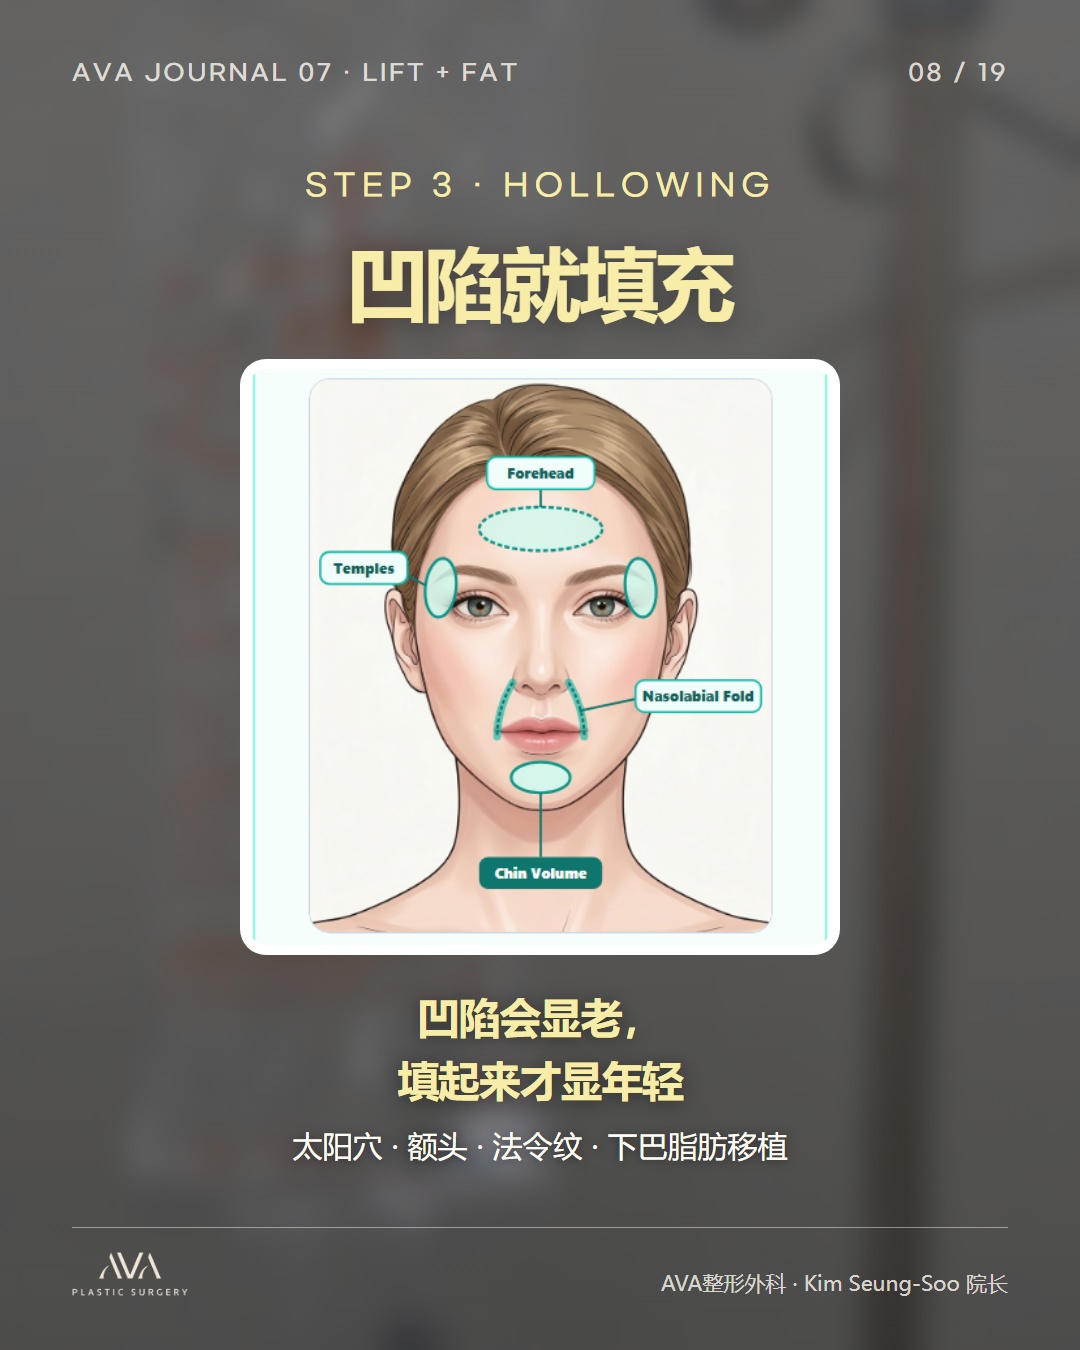 AVA JOURNAL 07 · LIFT + FAT
08 / 19
STEP 3 · HOLLOWING
凹陷就填充
Forehead
Temples
Nasolabial Fold
Chin Volume
凹陷会显老，
填起来才显年轻
太阳穴 · 额头 · 法令纹 · 下巴脂肪移植
AVA
PLASTIC SURGERY
AVA整形外科 · Kim Seung-Soo 院长